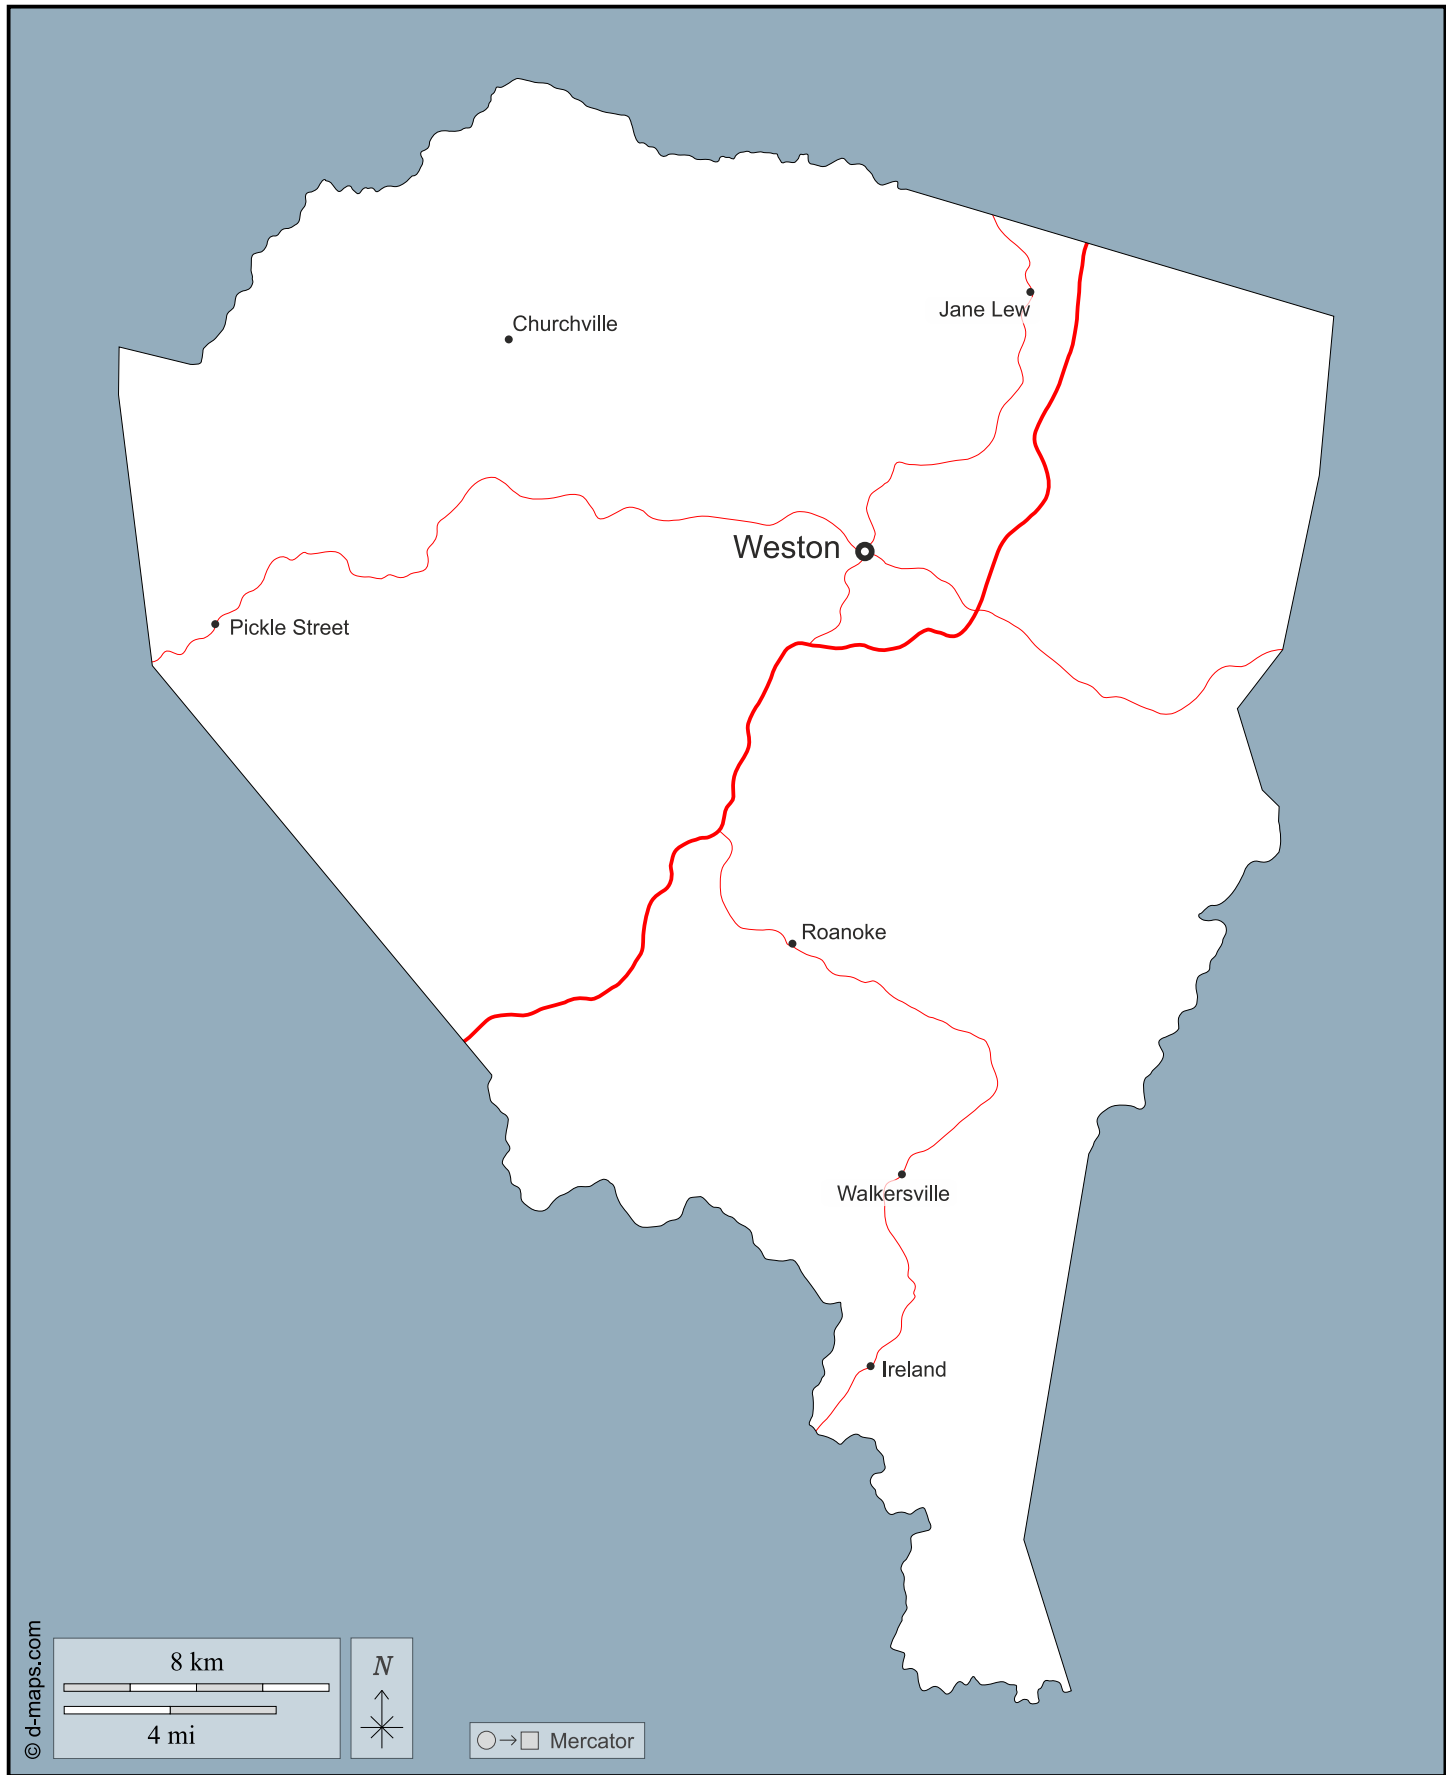 Jane Lew
Churchville
Weston
Pickle Street
Roanoke
Walkersville
Ireland
© d-maps.com
8 km
4 mi
N
Mercator